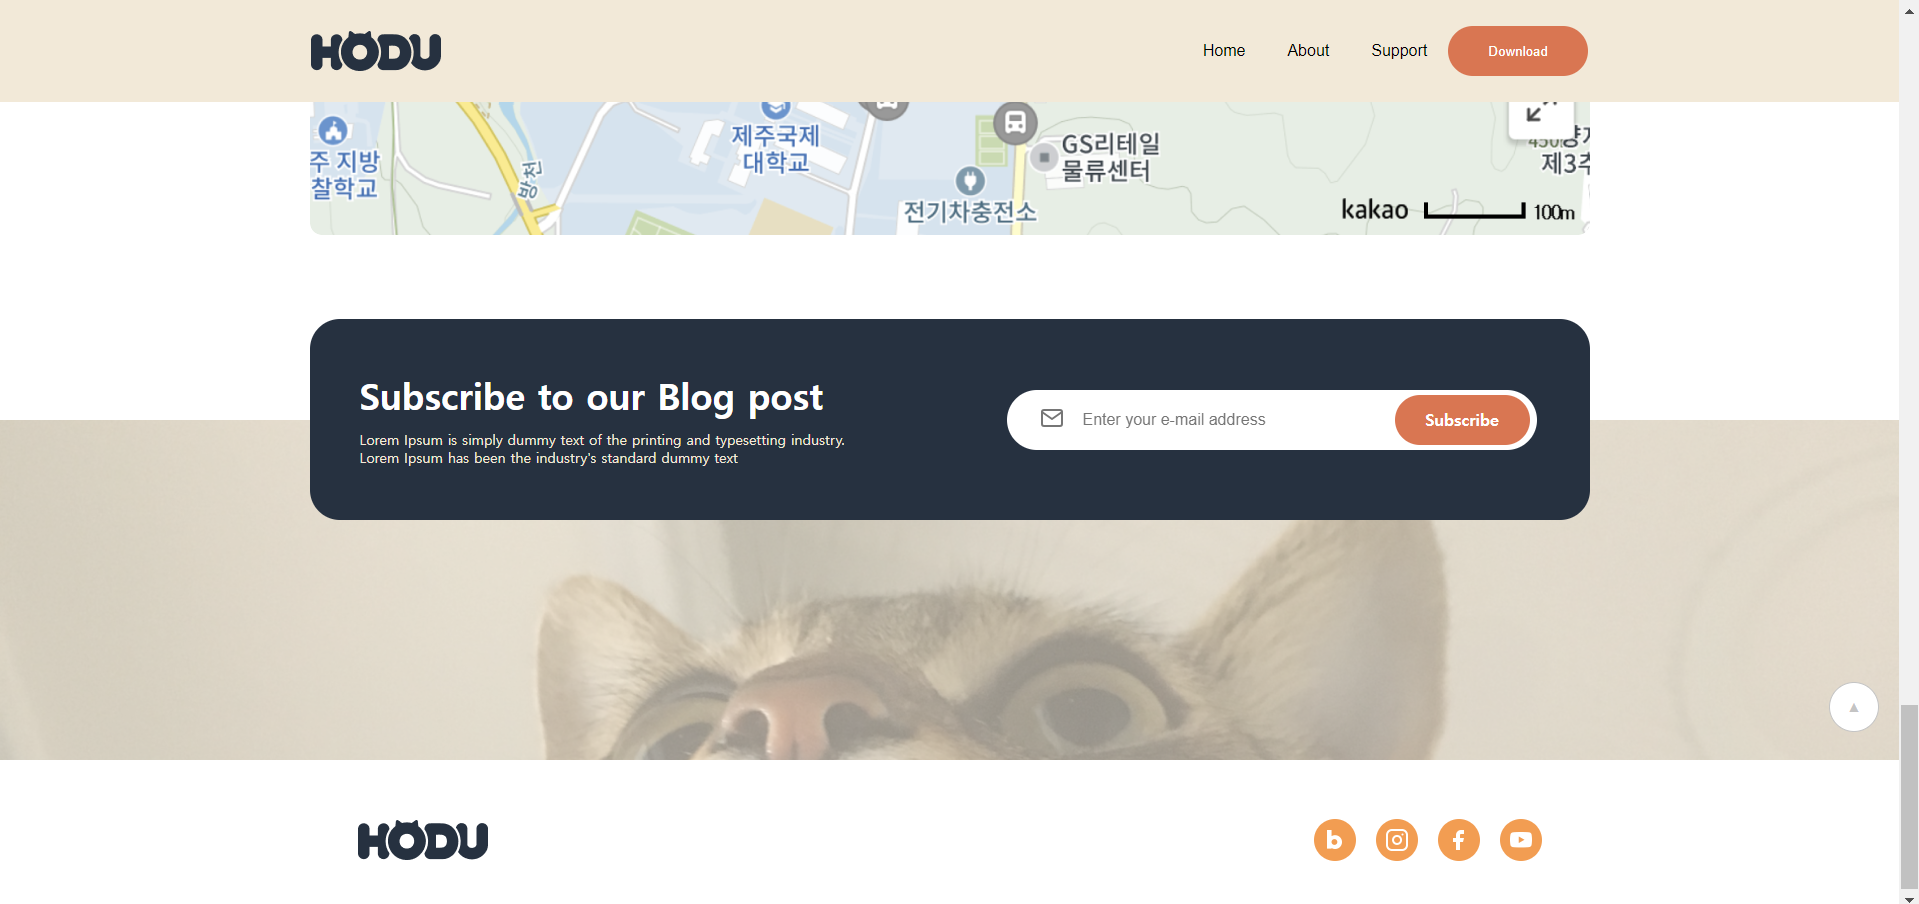 HODU
Home
About
Support
Download
제주국제
대학교
GS리테일
물류센터
주 지방
찰학교
방천
전기차충전소
제3추
kakao
100m
Subscribe to our Blog post
Lorem Ipsum is simply dummy text of the printing and typesetting industry.
Lorem Ipsum has been the industry's standard dummy text
Enter your e-mail address
Subscribe
HODU